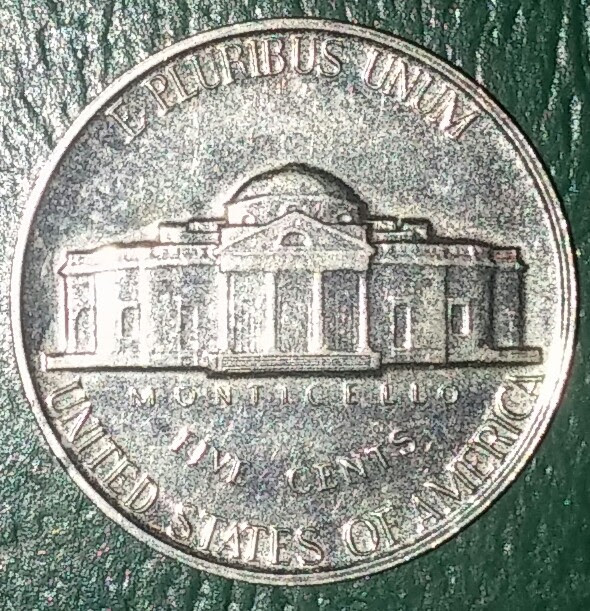 E PLURIBUS UNUM
MONTICELLO
FIVE CENTS
UNITED STATES OF AMERICA